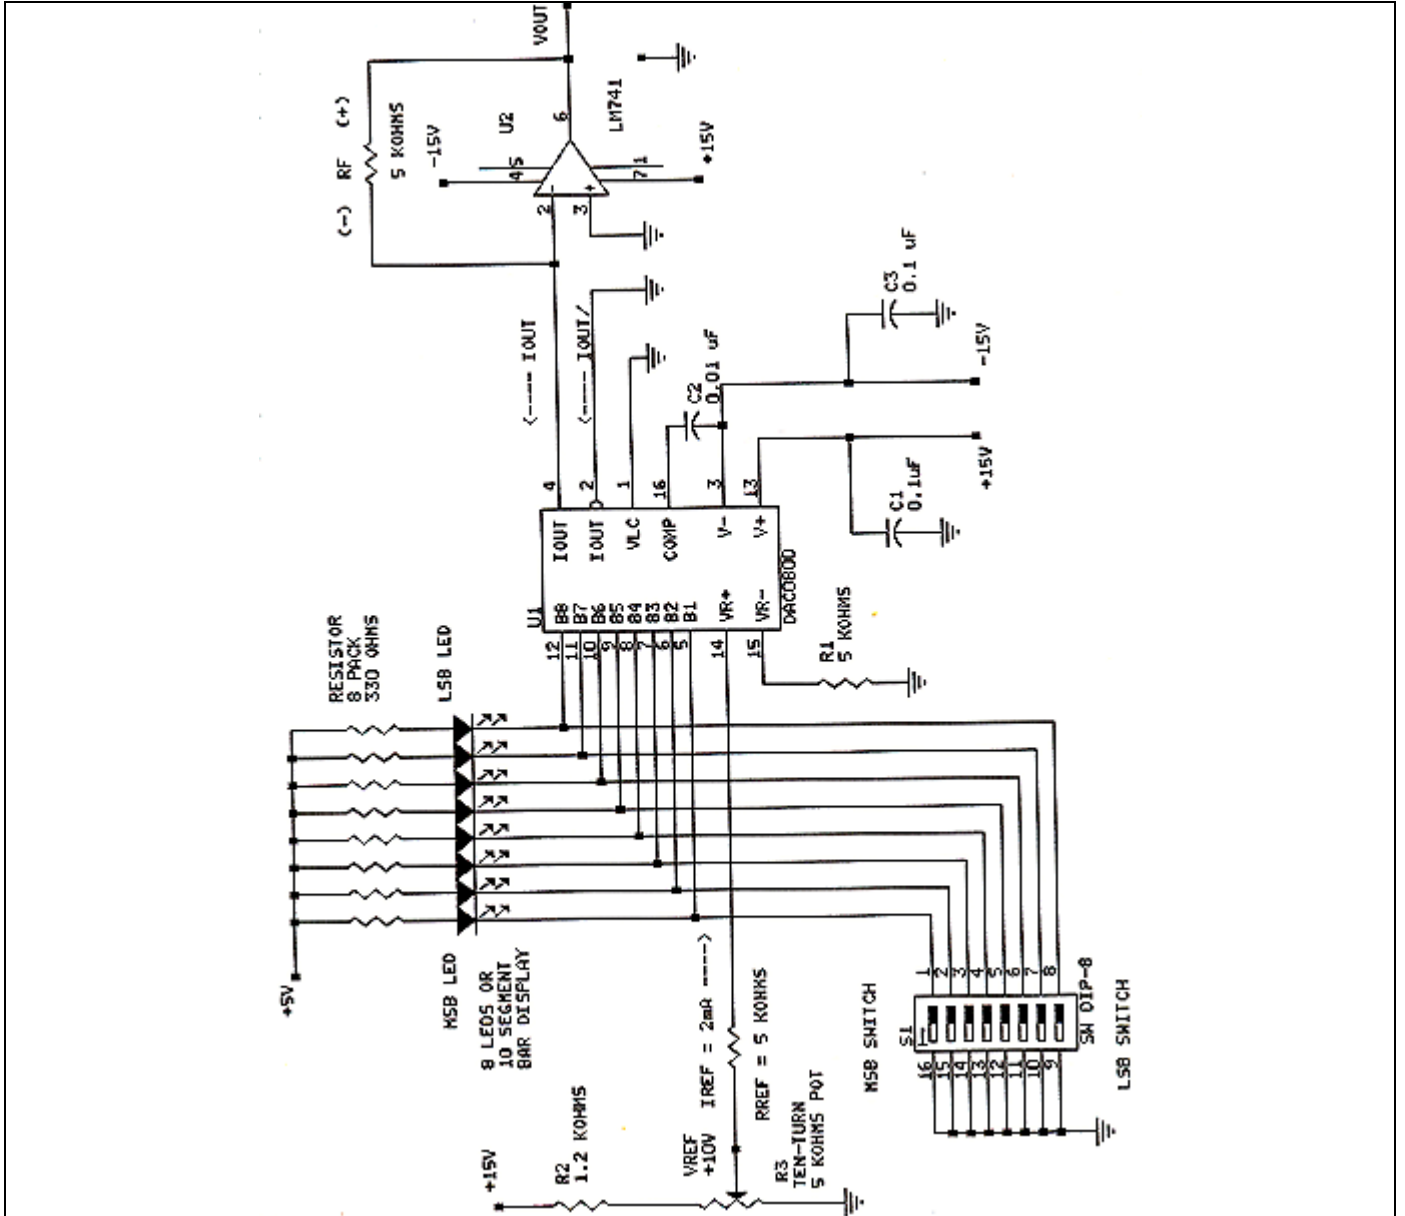 +15V
R2
1.2 KOHMS
VREF
+10V
R3
TEN-TURN
5 KOHMS POT
IREF = 2mA ---->
RREF = 5 KOHMS
+5V
RESISTOR
8 PACK
330 OHMS
LSB LED
MSB LED
8 LEDS OR
10 SEGMENT
BAR DISPLAY
MSB SWITCH
S1
16
15
14
13
12
11
10
9
1
2
3
4
5
6
7
8
SW DIP-8
LSB SWITCH
U1
12 B8
11 B7
10 B6
9 B5
8 B4
7 B3
6 B2
5 B1
14 VR+
15 VR-
R1
5 KOHMS
IOUT 4
IOUT 2
VLC 1
COMP 16
V- 3
V+ 13
DAC0800
<---- IOUT
<---- IOUT/
C2
0.01 uF
C1
0.1uF
+15V
-15V
C3
0.1 uF
(-) RF (+)
5 KOHMS
-15V
U2
2
3
-
+
4
5
7
1
6
LM741
+15V
VOUT